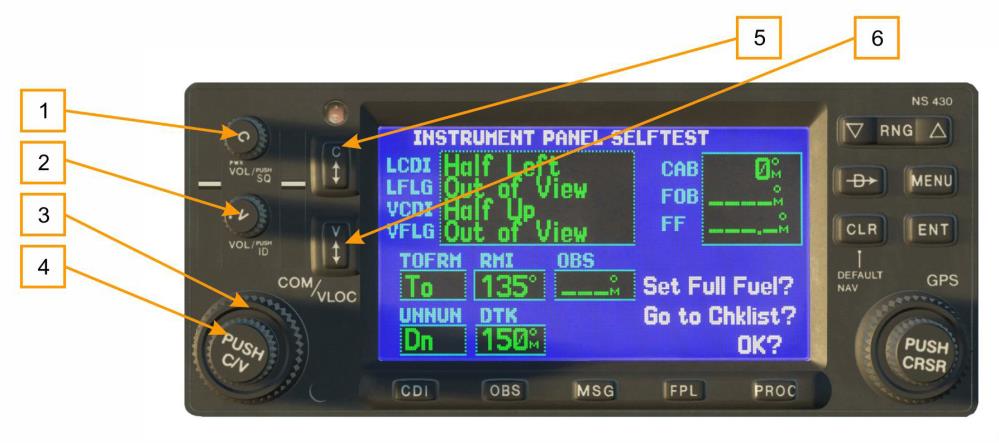 5
6
1
2
3
4
NS 430
C
PWR
VOL/PUSH SQ
V
VOL/PUSH ID
C
V
COM/VLOC
PUSH C/V
INSTRUMENT PANEL SELFTEST
LCDI Half Left
LFLG Out of View
VCDI Half Up
VFLG Out of View
CAB 0°M
FOB _____°M
FF ____._°M
TOFRM RMI OBS
To 135° ___°M
UNNUN DTK
Dn 150°M
Set Full Fuel?
Go to Chklist?
OK?
RNG
D
MENU
CLR
ENT
DEFAULT NAV
GPS
PUSH CRSR
CDI OBS MSG FPL PROC